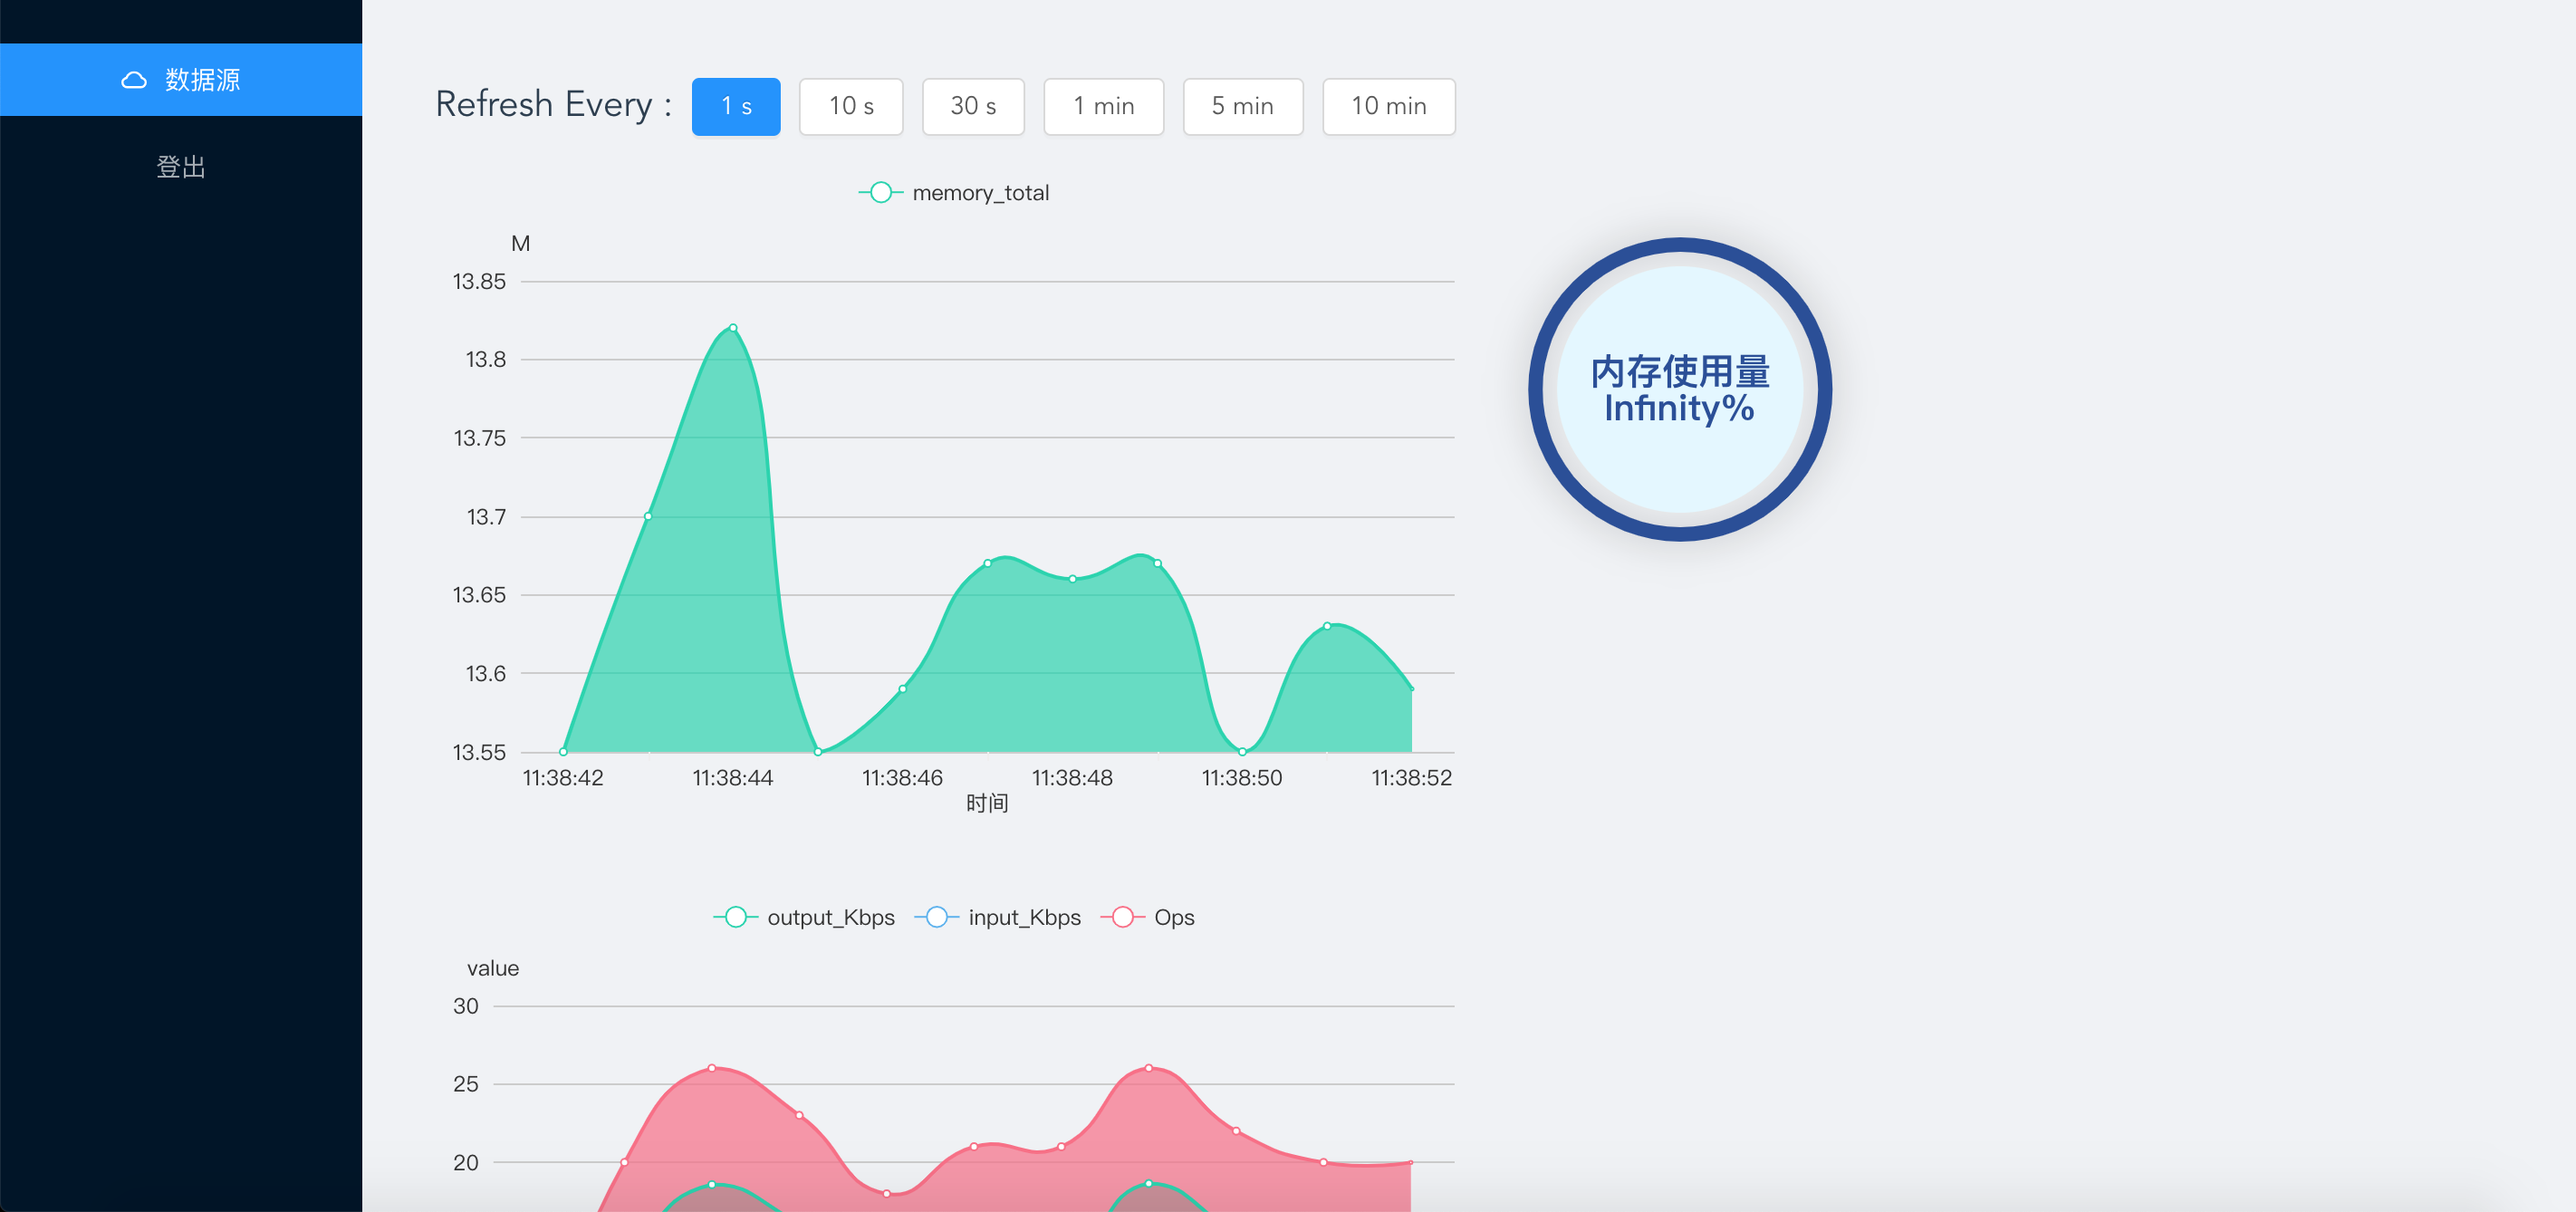 数据源
登出
Refresh Every :
1 s
10 s
30 s
1 min
5 min
10 min
memory_total
M
13.85
13.8
13.75
13.7
13.65
13.6
13.55
11:38:42
11:38:44
11:38:46
11:38:48
11:38:50
11:38:52
时间
内存使用量
Infinity%
output_Kbps
input_Kbps
Ops
value
30
25
20